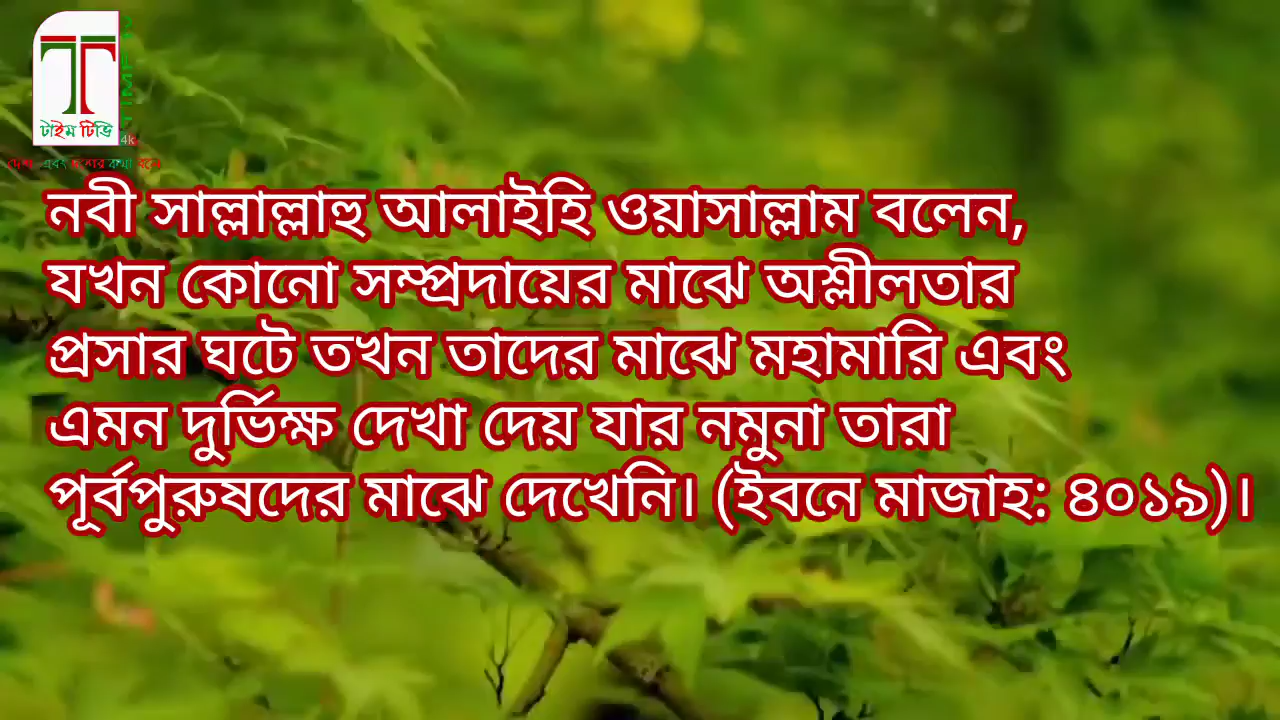 টাইম টিভি
4k
নবী সাল্লাল্লাহু আলাইহি ওয়াসাল্লাম বলেন,
যখন কোনো সম্প্রদায়ের মাঝে অশ্লীলতার
প্রসার ঘটে তখন তাদের মাঝে মহামারি এবং
এমন দুর্ভিক্ষ দেখা দেয় যার নমুনা তারা
পূর্বপুরুষদের মাঝে দেখেনি। (ইবনে মাজাহ: ৪০১৯)।